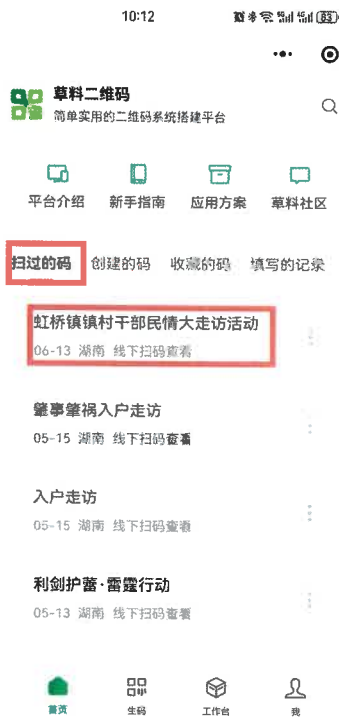 10:12
83
草料二维码
简单实用的二维码系统搭建平台
平台介绍 新手指南 应用方案 草料社区
扫过的码 创建的码 收藏的码 填写的记录
虹桥镇镇村干部民情大走访活动
06-13 湖南 线下扫码查看
肇事肇祸入户走访
05-15 湖南 线下扫码查看
入户走访
05-15 湖南 线下扫码查看
利剑护蕾·雷霆行动
05-13 湖南 线下扫码查看
首页 生码 工作台 我